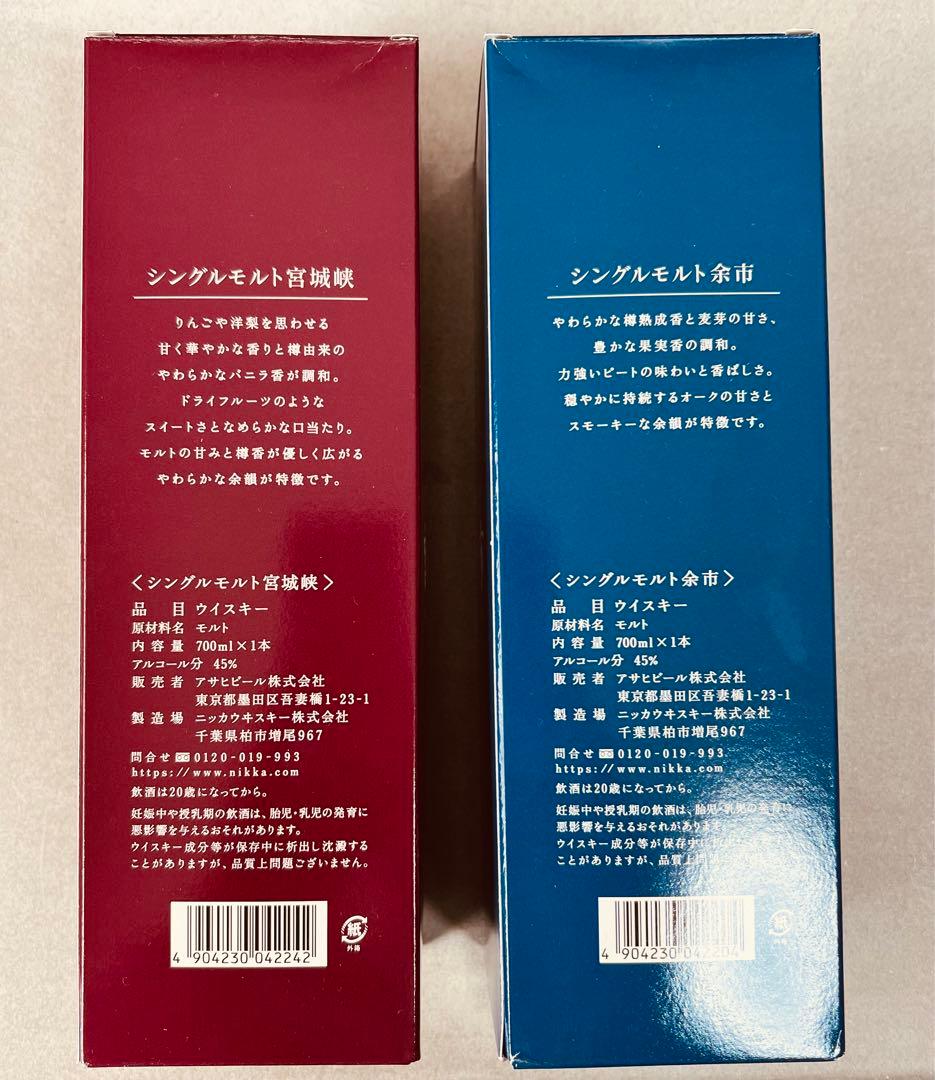 シングルモルト宮城峡
りんごや洋梨を思わせる
甘く華やかな香りと樽由来の
やわらかなバニラ香が調和。
ドライフルーツのような
スイートさとなめらかな口当たり。
モルトの甘みと樽香が優しく広がる
やわらかな余韻が特徴です。
〈シングルモルト宮城峡〉
品 目 ウイスキー
原材料名 モルト
内容量 700ml×1本
アルコール分 45%
販売者 アサヒビール株式会社
東京都墨田区吾妻橋1-23-1
製造場 ニッカウヰスキー株式会社
千葉県柏市増尾967
問合せ 0120-019-993
https://www.nikka.com
飲酒は20歳になってから。
妊娠中や授乳期の飲酒は、胎児・乳児の発育に
悪影響を与えるおそれがあります。
ウイスキー成分等が保存中に析出し沈澱する
ことがありますが、品質上問題ございません。
4 904230 042242
紙
外箱
シングルモルト余市
やわらかな樽熟成香と麦芽の甘さ、
豊かな果実香の調和。
力強いピートの味わいと香ばしさ。
穏やかに持続するオークの甘さと
スモーキーな余韻が特徴です。
〈シングルモルト余市〉
品 目 ウイスキー
原材料名 モルト
内容量 700ml×1本
アルコール分 45%
販売者 アサヒビール株式会社
東京都墨田区吾妻橋1-23-1
製造場 ニッカウヰスキー株式会社
千葉県柏市増尾967
問合せ 0120-019-993
https://www.nikka.com
飲酒は20歳になってから。
妊娠中や授乳期の飲酒は、胎児・乳児の発育に
悪影響を与えるおそれがあります。
ウイスキー成分等が保存中に
ことがありますが、品質上問題ございません。
4 904230 042204